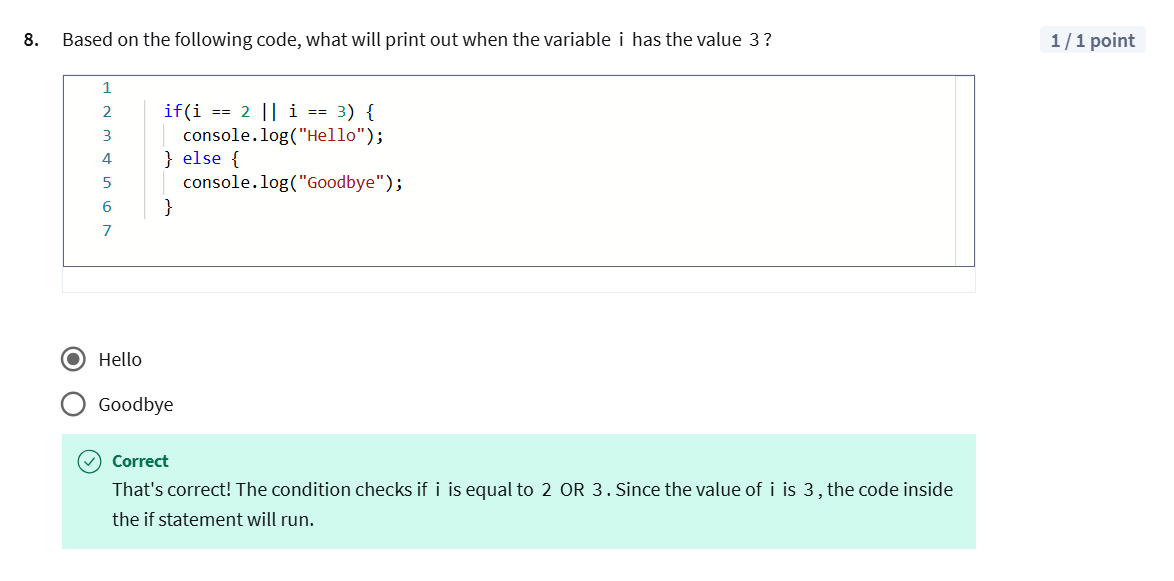 8. Based on the following code, what will print out when the variable i has the value 3?
1 / 1 point
1
2 if(i == 2 || i == 3) {
3 console.log("Hello");
4 } else {
5 console.log("Goodbye");
6 }
7
Hello
Goodbye
Correct
That's correct! The condition checks if i is equal to 2 OR 3. Since the value of i is 3, the code inside
the if statement will run.